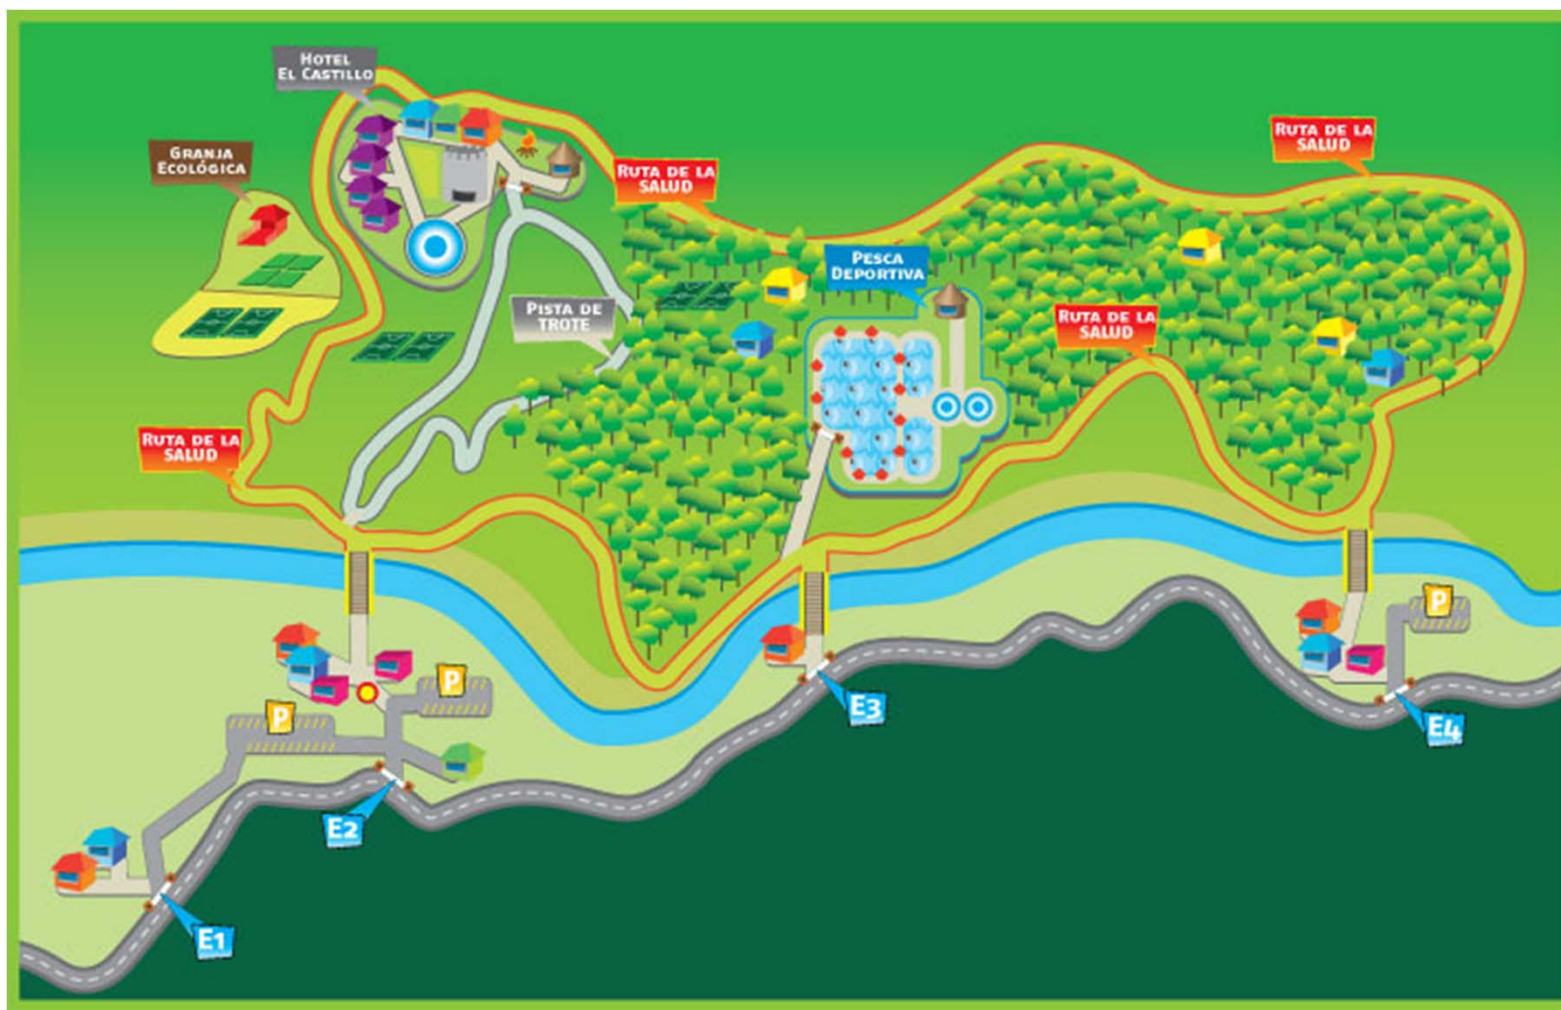 HOTEL
EL CASTILLO
GRANJA
ECOLÓGICA
RUTA DE LA
SALUD
RUTA DE LA
SALUD
PESCA
DEPORTIVA
PISTA DE
TROTE
RUTA DE LA
SALUD
RUTA DE LA
SALUD
P
P
P
E3
E4
E2
E1